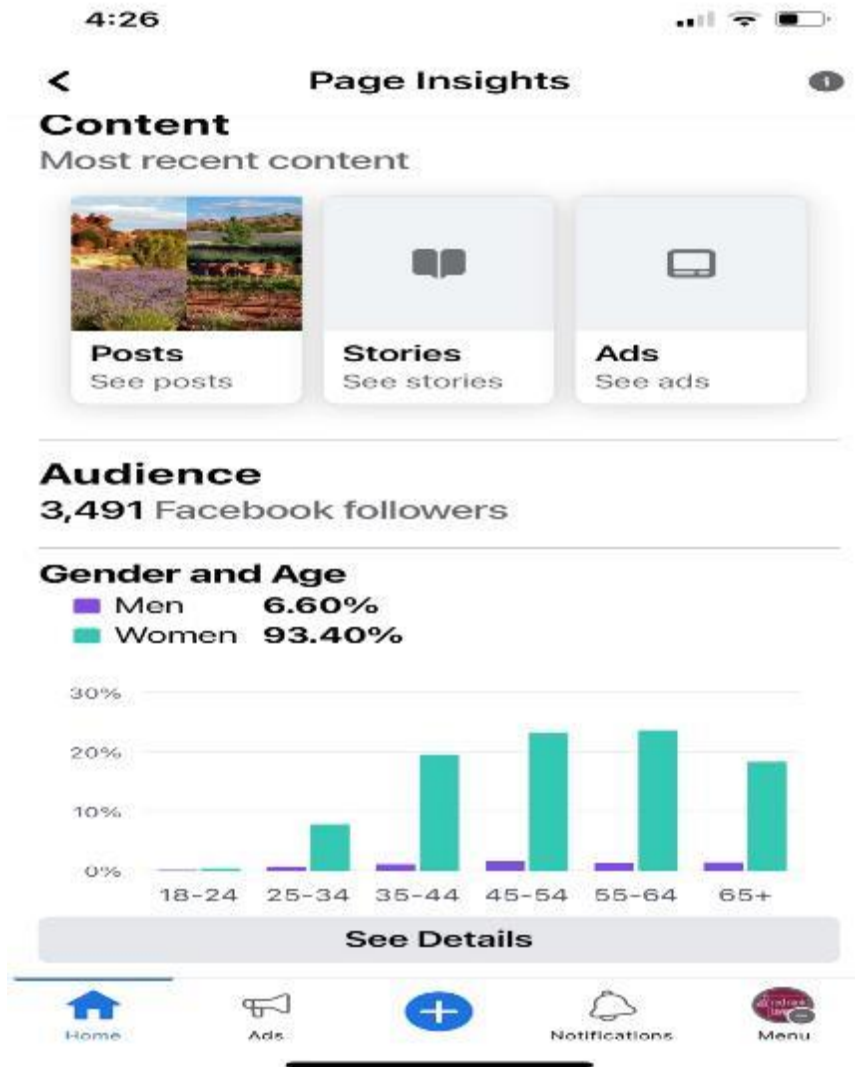 4:26
Page Insights
Content
Most recent content
Posts
See posts
Stories
See stories
Ads
See ads
Audience
3,491 Facebook followers
Gender and Age
Men 6.60%
Women 93.40%
30%
20%
10%
0%
18-24 25-34 35-44 45-54 55-64 65+
See Details
Home Ads Notifications Menu